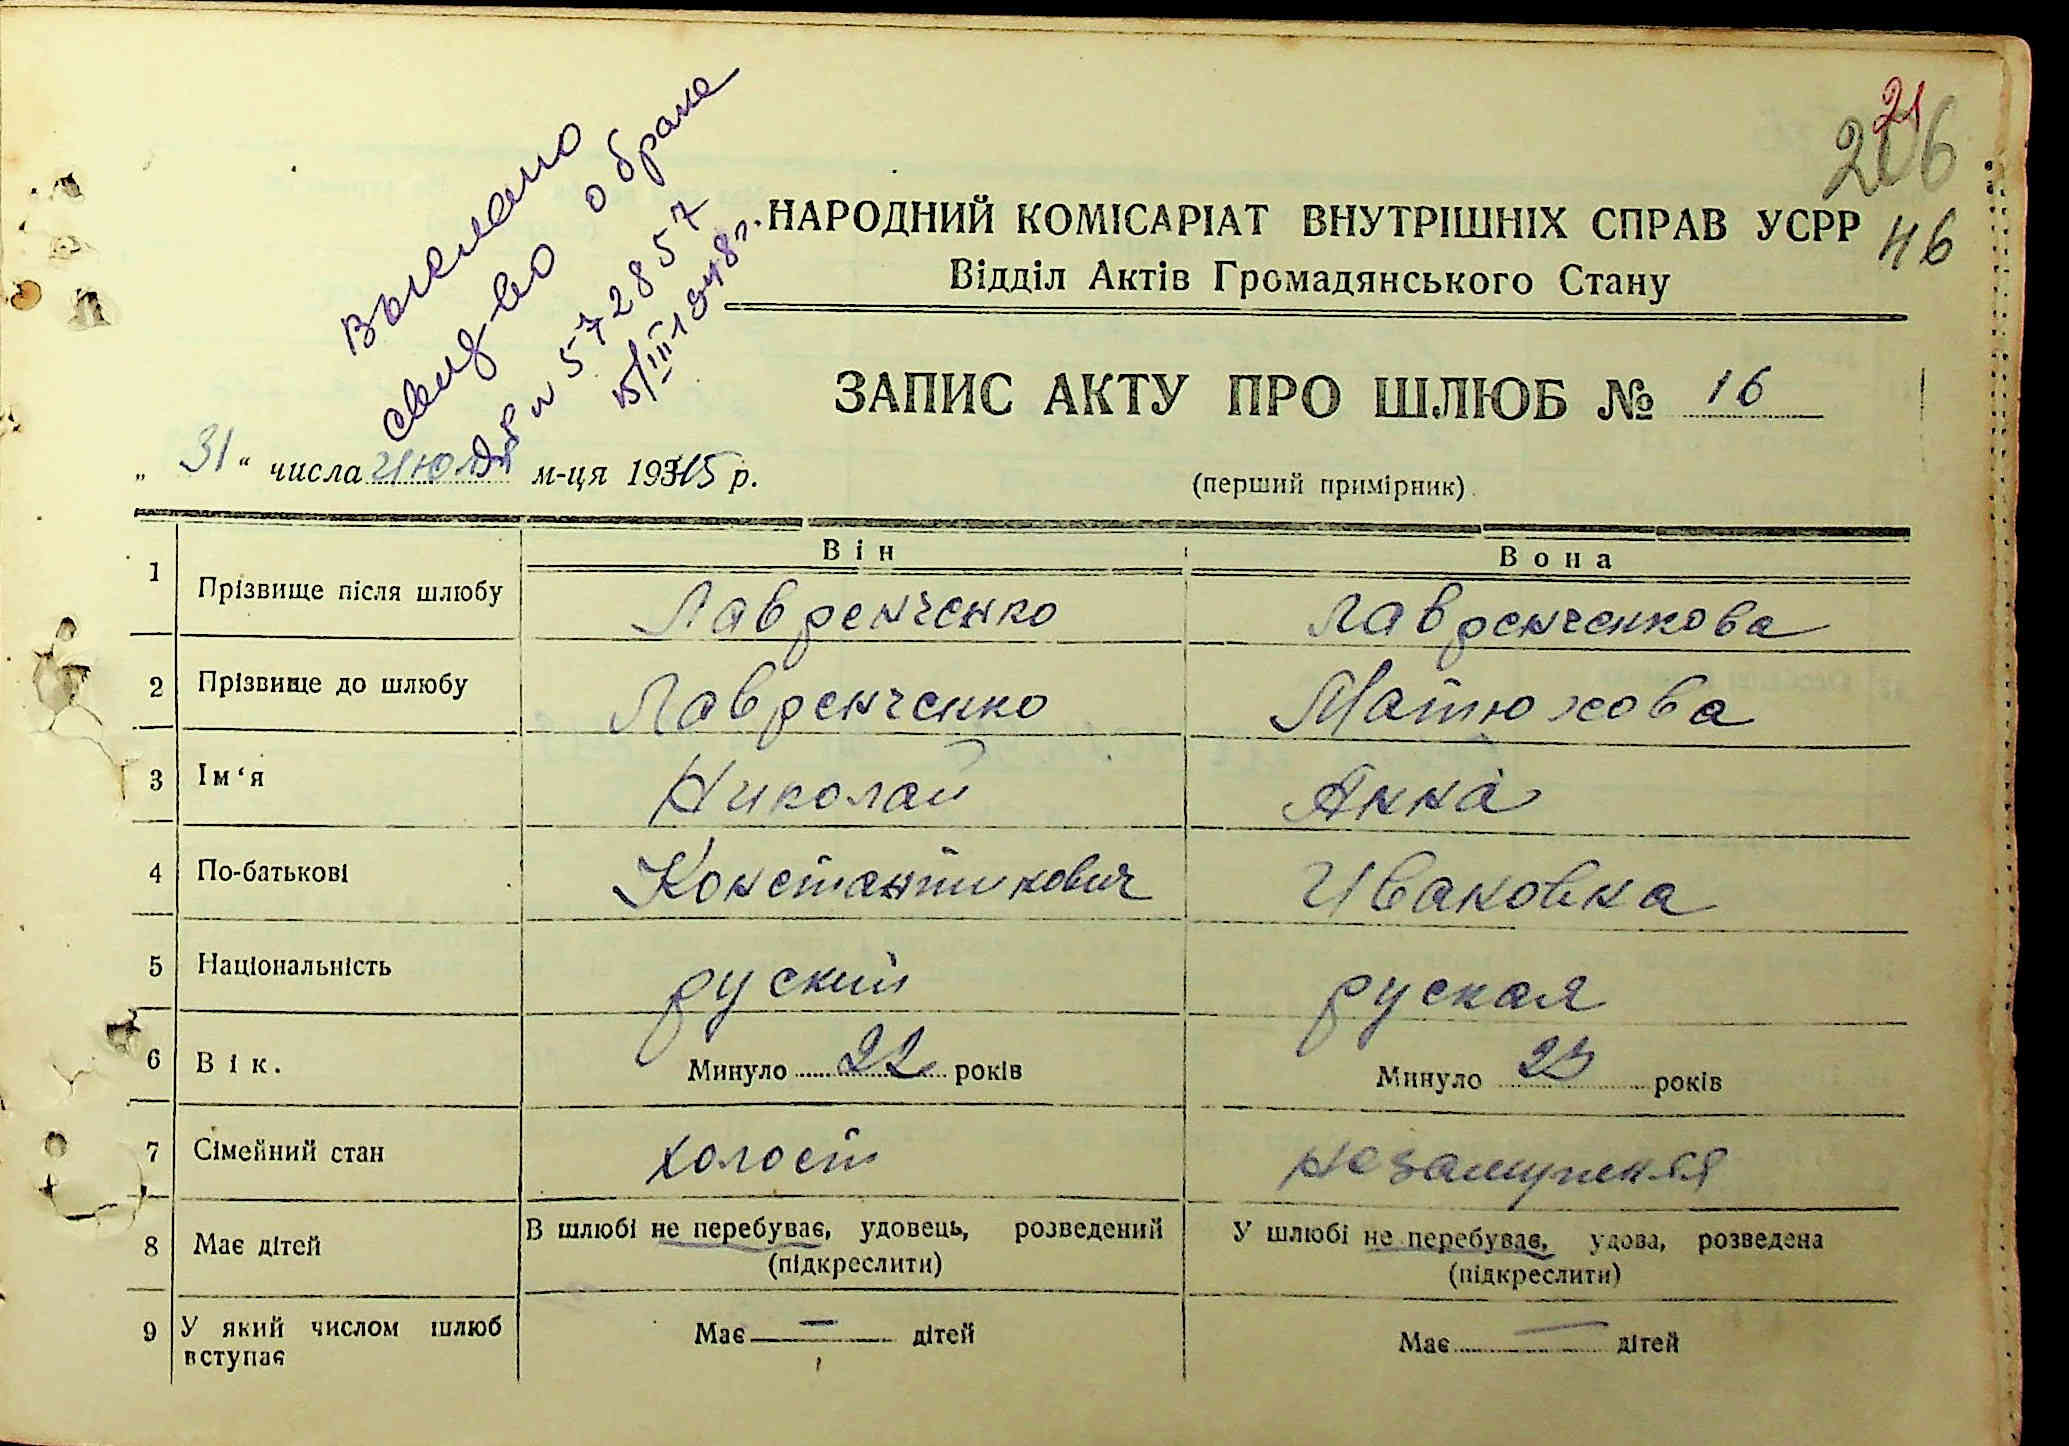 Выслано
свид-во о браке
№ 572857
15/III 1948 г.
21
46
НАРОДНИЙ КОМІСАРІАТ ВНУТРІШНІХ СПРАВ УСРР
Відділ Актів Громадянського Стану
ЗАПИС АКТУ ПРО ШЛЮБ № 16
„ 31 “ числа июля м-ця 1945 р.
(перший примірник)
Він Вона
1 Прізвище після шлюбу Лавренченко Лавренченкова
2 Прізвище до шлюбу Лавренченко Матюхова
3 Ім‘я Николай Анна
4 По-батькові Константинович Ивановна
5 Національність руский руская
6 Вік. Минуло 22 років Минуло 23 років
7 Сімейний стан холост незамужняя
8 Має дітей В шлюбі не перебуває, удовець, розведений У шлюбі не перебуває, удова, розведена
(підкреслити) (підкреслити)
9 У який числом шлюб Має — дітей Має — дітей
вступає